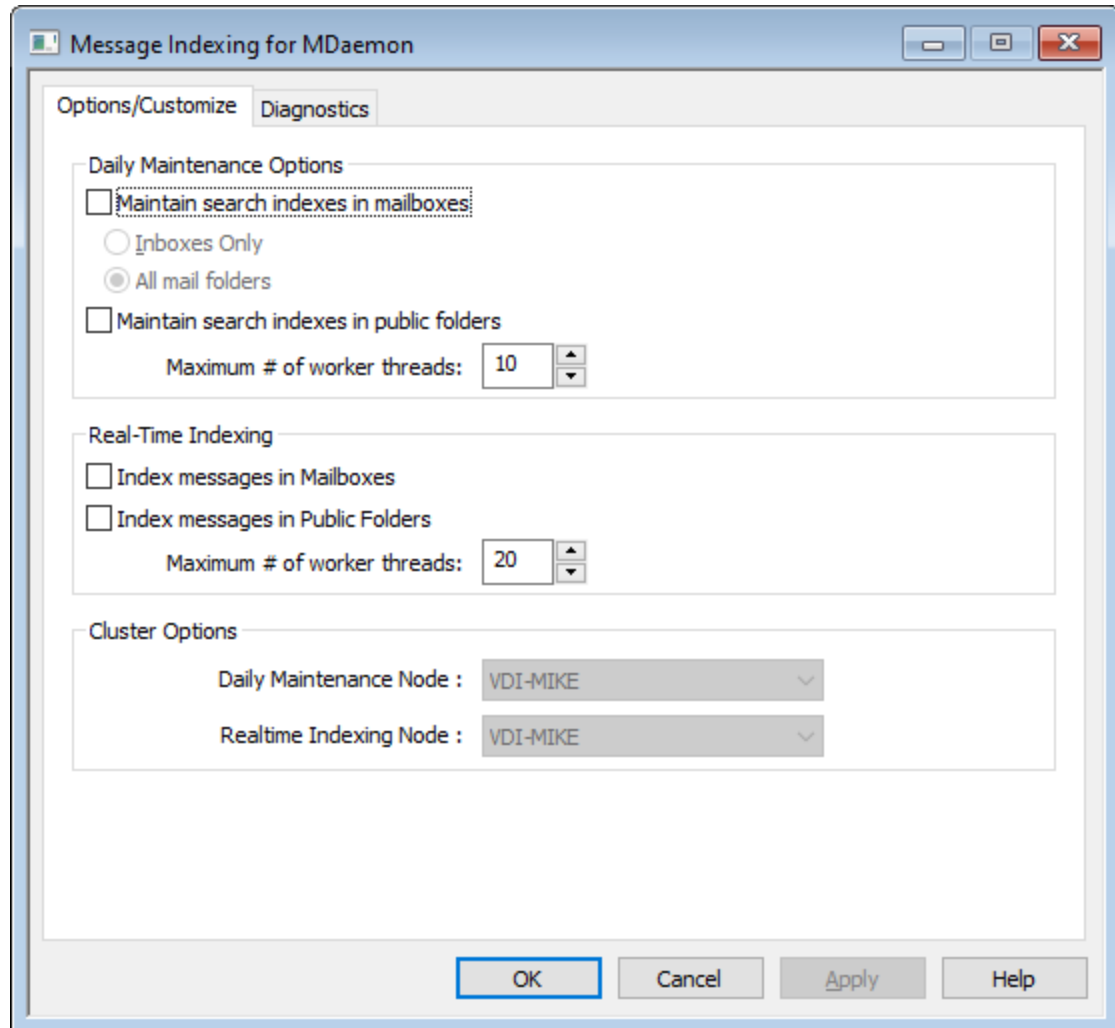 Message Indexing for MDaemon
Options/Customize
Diagnostics
Daily Maintenance Options
Maintain search indexes in mailboxes
Inboxes Only
All mail folders
Maintain search indexes in public folders
Maximum # of worker threads: 10
Real-Time Indexing
Index messages in Mailboxes
Index messages in Public Folders
Maximum # of worker threads: 20
Cluster Options
Daily Maintenance Node : VDI-MIKE
Realtime Indexing Node : VDI-MIKE
OK Cancel Apply Help